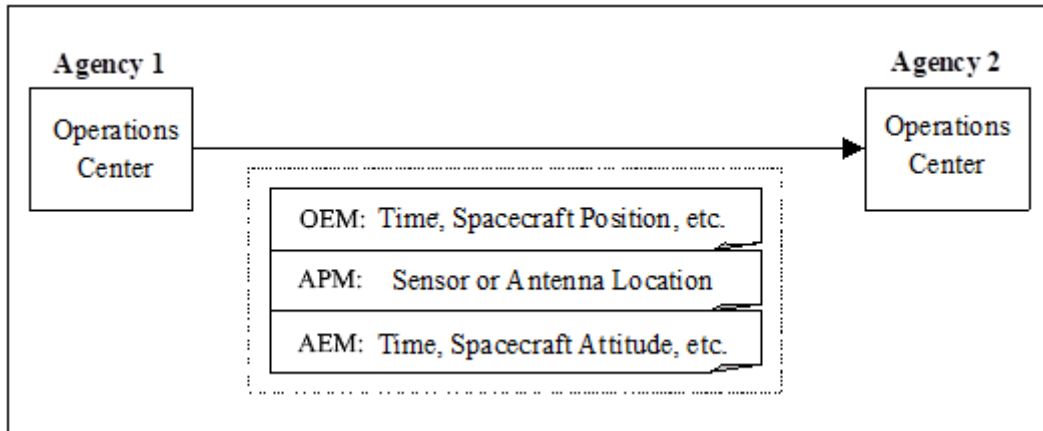 Agency 1
Agency 2
Operations
Center
Operations
Center
OEM: Time, Spacecraft Position, etc.
APM: Sensor or Antenna Location
AEM: Time, Spacecraft Attitude, etc.